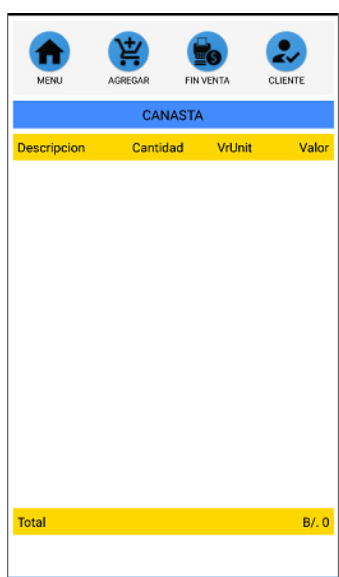 MENU AGREGAR FIN VENTA CLIENTE
CANASTA
Descripcion Cantidad VrUnit Valor
Total B/. 0